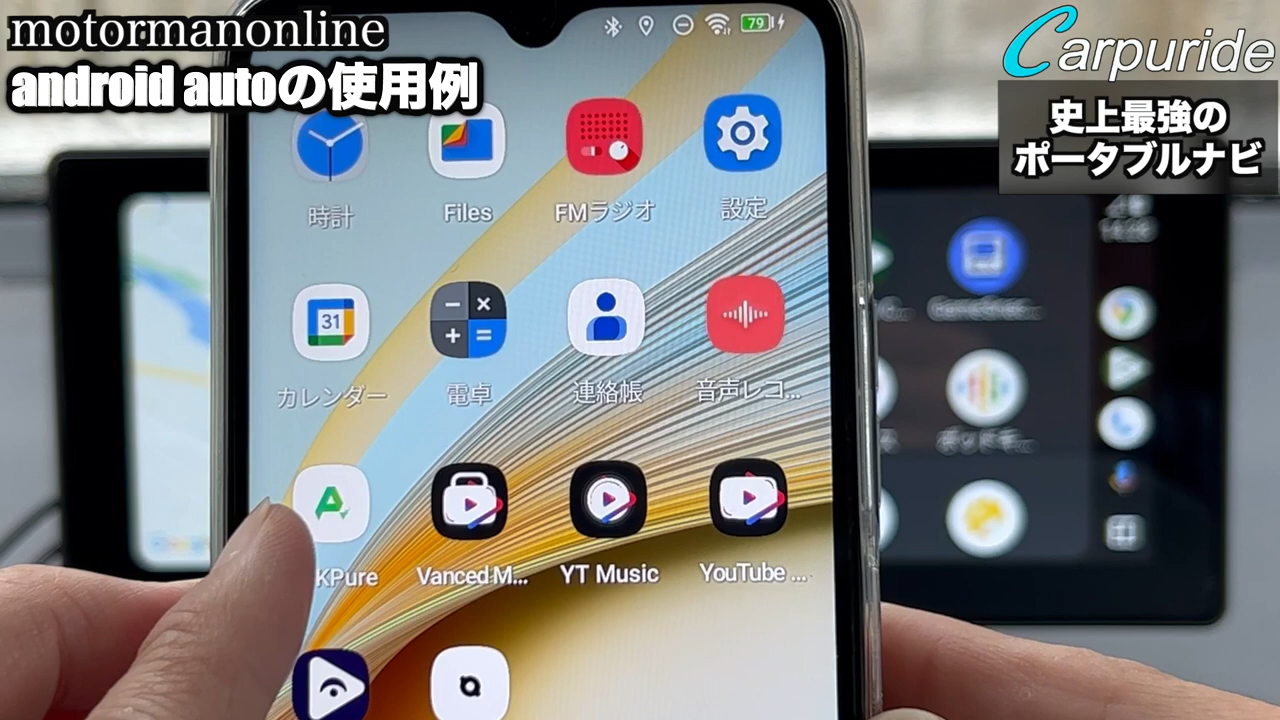 motormanonline
android autoの使用例
Carpuride
史上最強の
ポータブルナビ
79
時計
Files
FMラジオ
設定
31
カレンダー
電卓
連絡帳
音声レコ...
KPure
Vanced M...
YT Music
YouTube ...